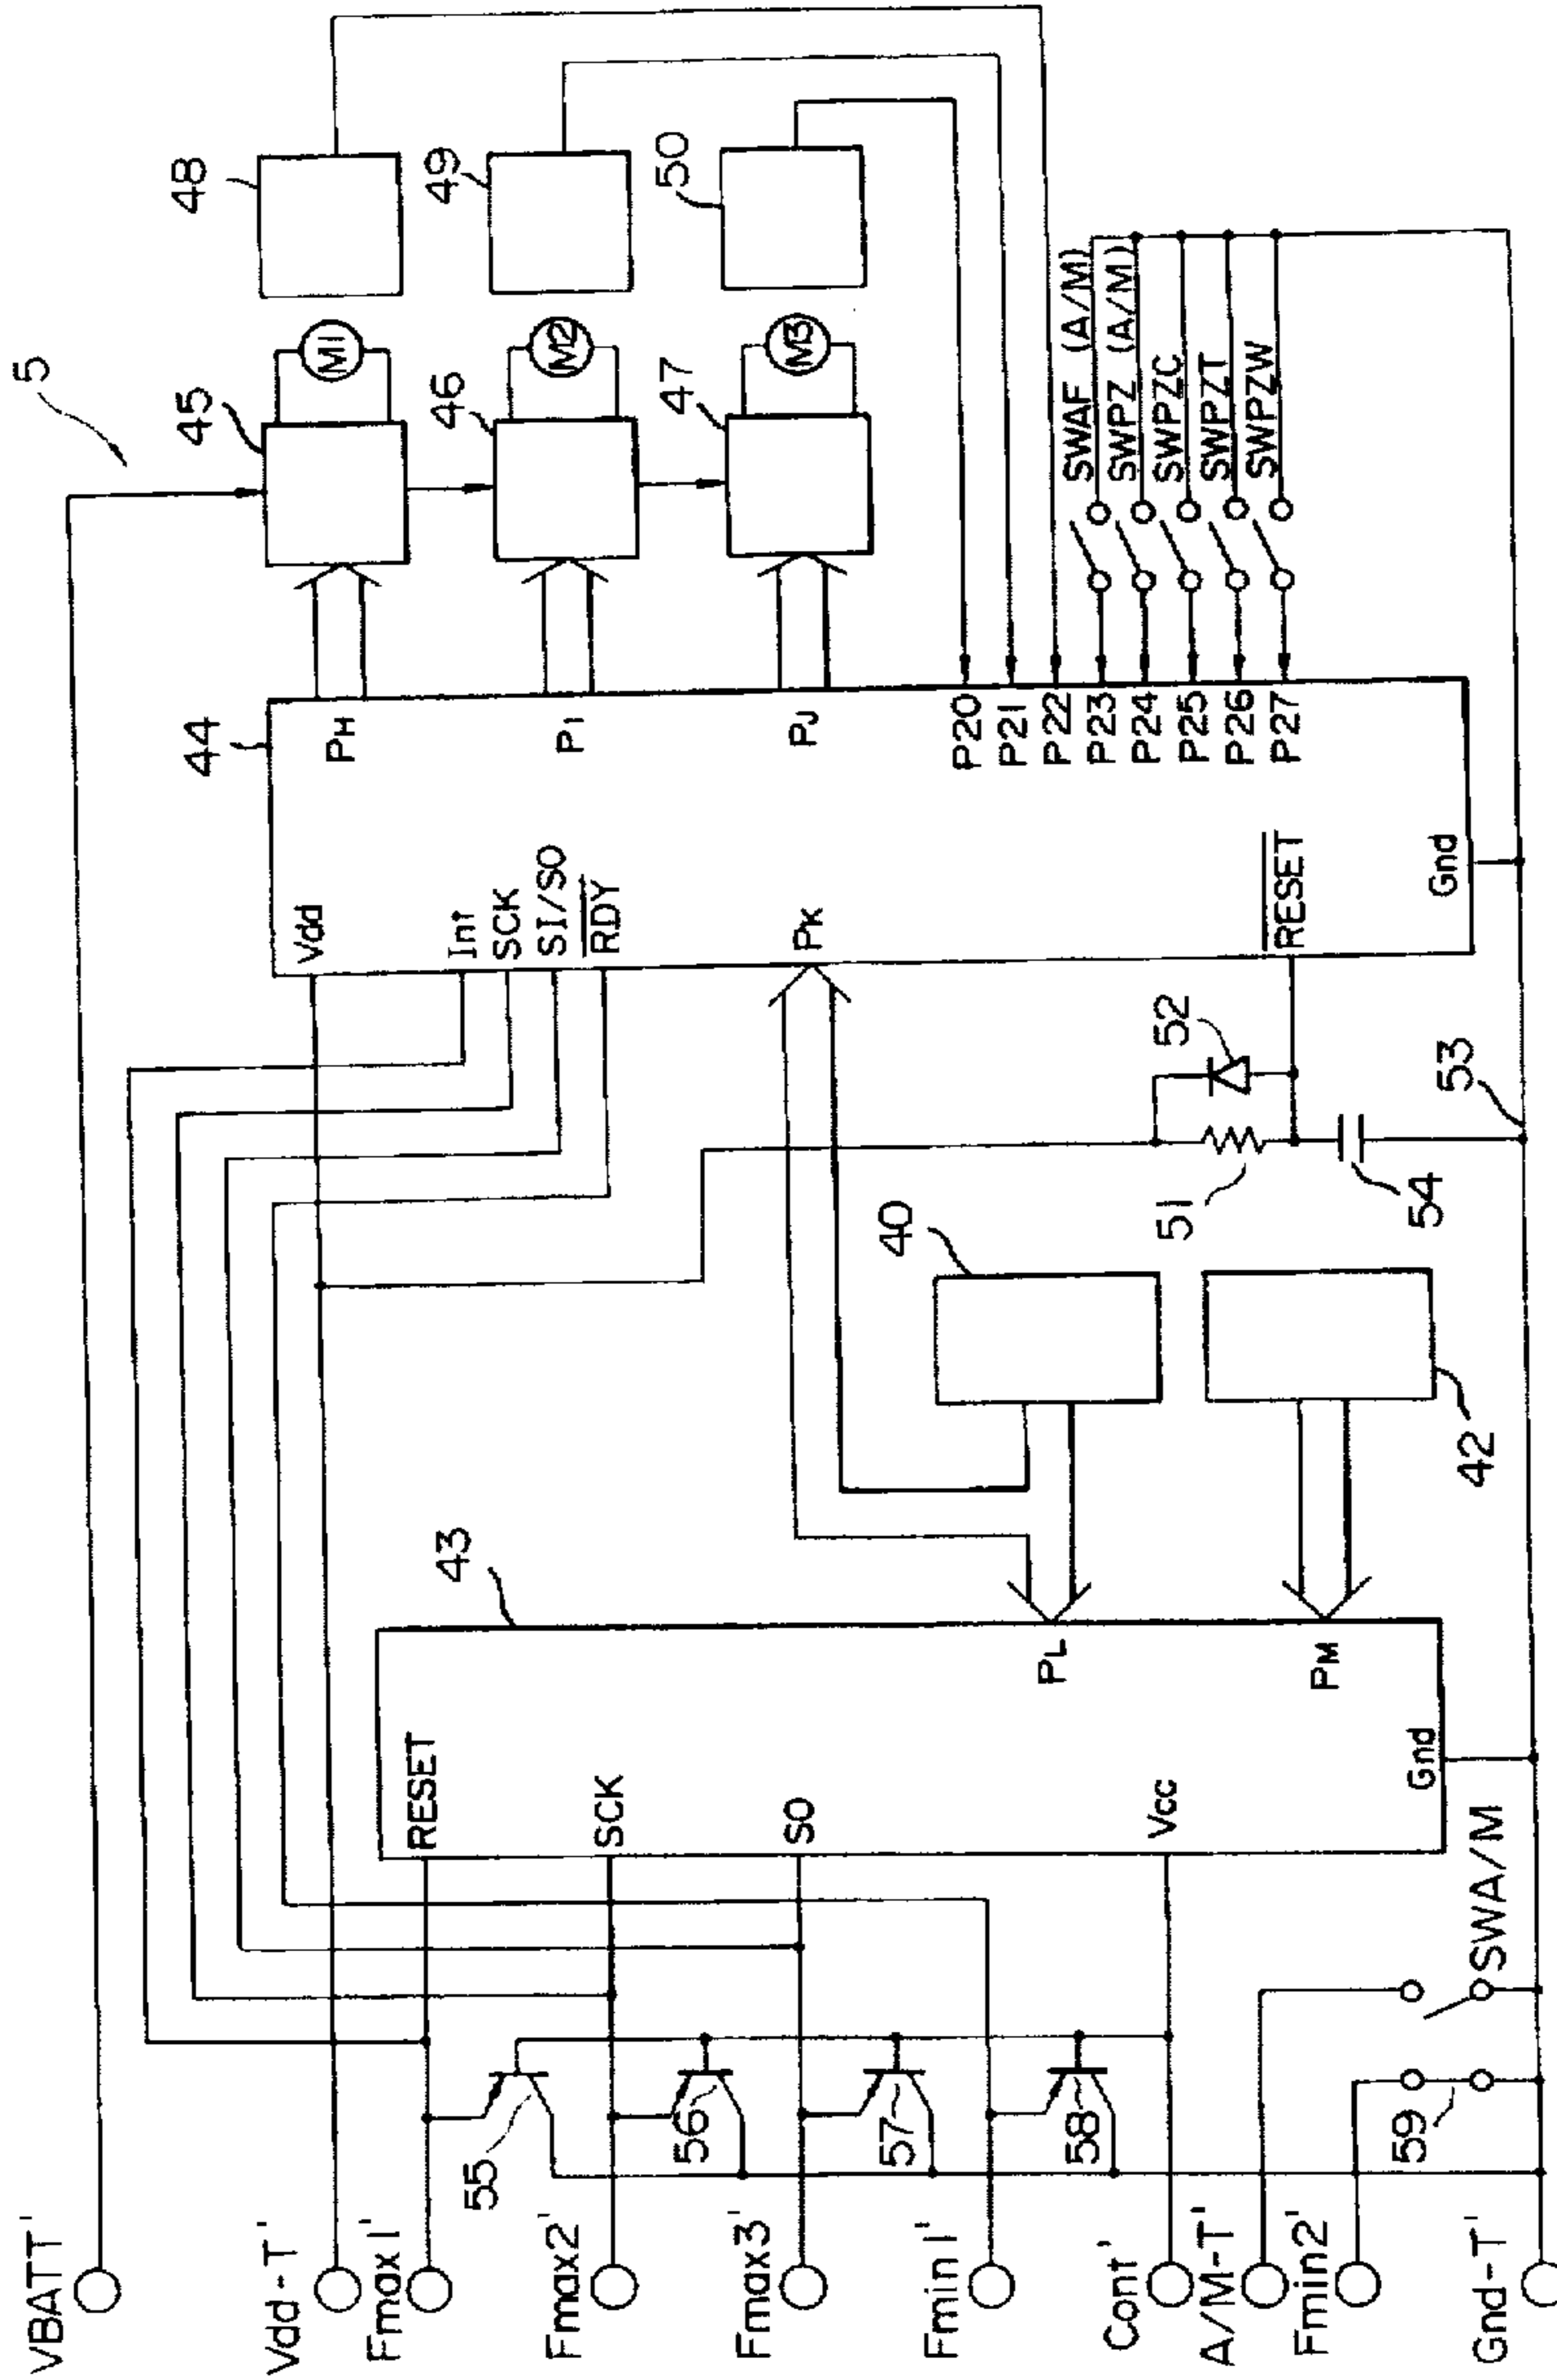 VBATT'
Vdd-T'
Fmax1'
Fmax2'
Fmax3'
Fmin1'
Cont'
A/M-T'
Fmin2'
Gnd-T'
55
56
57
58
59
SWA/M
43
RESET
SCK
SO
Vcc
Gnd
PL
PM
40
42
51
52
53
54
44
Vdd
Int
SCK
SI/SO
RDY
PK
RESET
Gnd
PH
PI
PJ
P20
P21
P22
P23
P24
P25
P26
P27
5
45
46
47
M1
M2
M3
48
49
50
SWAF (A/M)
SWPZ (A/M)
SWPZC
SWPZT
SWPZW